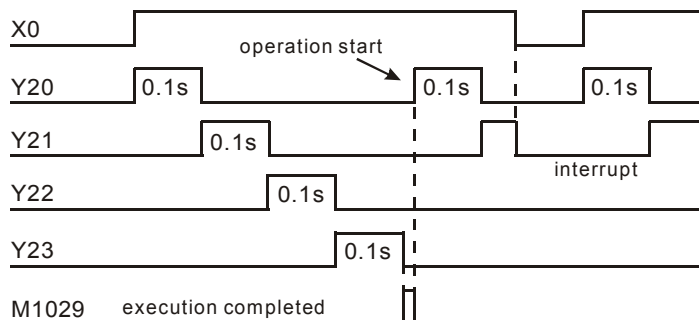 X0
operation start
Y20 0.1s 0.1s 0.1s
Y21 0.1s
interrupt
Y22 0.1s
Y23 0.1s
M1029 execution completed